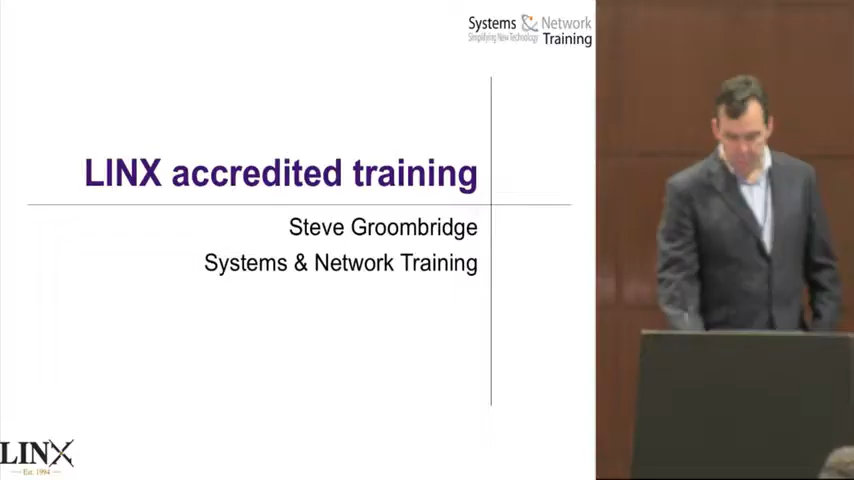 Systems & Network
Simplifying New Technology Training
LINX accredited training
Steve Groombridge
Systems & Network Training
LINX
Est. 1994